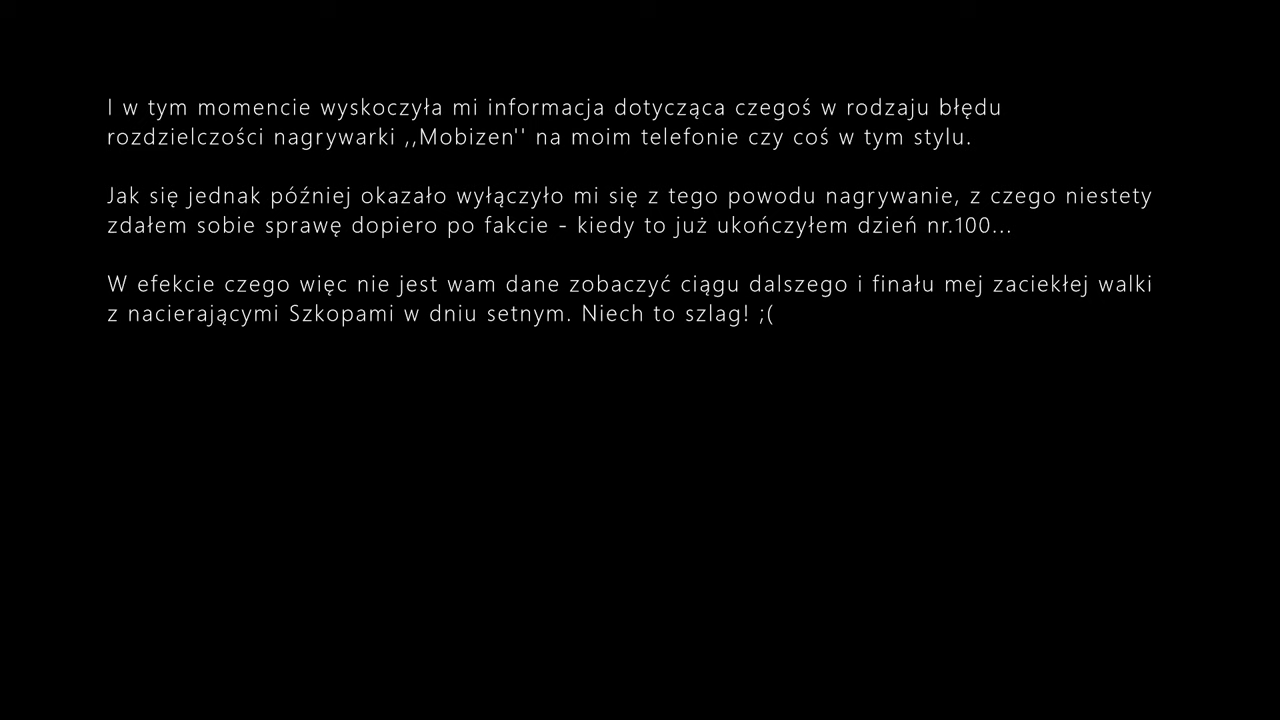 I w tym momencie wyskoczyła mi informacja dotycząca czegoś w rodzaju błędu
rozdzielczości nagrywarki ,,Mobizen'' na moim telefonie czy coś w tym stylu.
Jak się jednak później okazało wyłączyło mi się z tego powodu nagrywanie, z czego niestety
zdałem sobie sprawę dopiero po fakcie - kiedy to już ukończyłem dzień nr.100...
W efekcie czego więc nie jest wam dane zobaczyć ciągu dalszego i finału mej zaciekłej walki
z nacierającymi Szkopami w dniu setnym. Niech to szlag! ;(